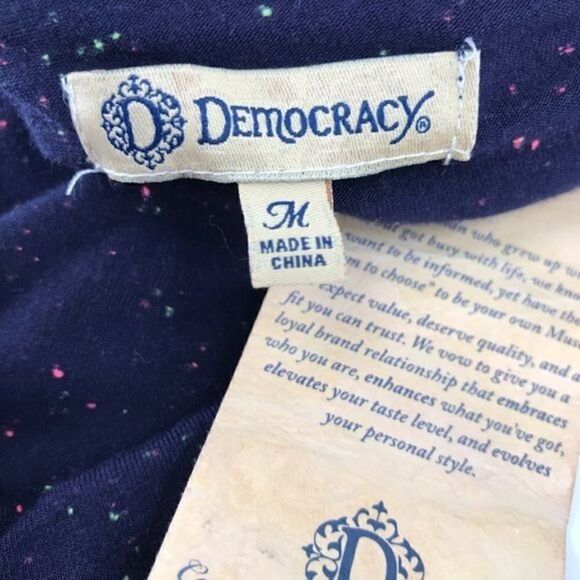 D DEMOCRACY®
M
MADE IN
CHINA
who grew up
got busy with life, we
want to be informed, yet have the
to choose" to be your own
expect value, deserve quality, and a
fit you can trust. We vow to give you a
loyal brand relationship that embraces
who you are, enhances what you've got,
elevates your taste level, and evolves
your personal style.
D